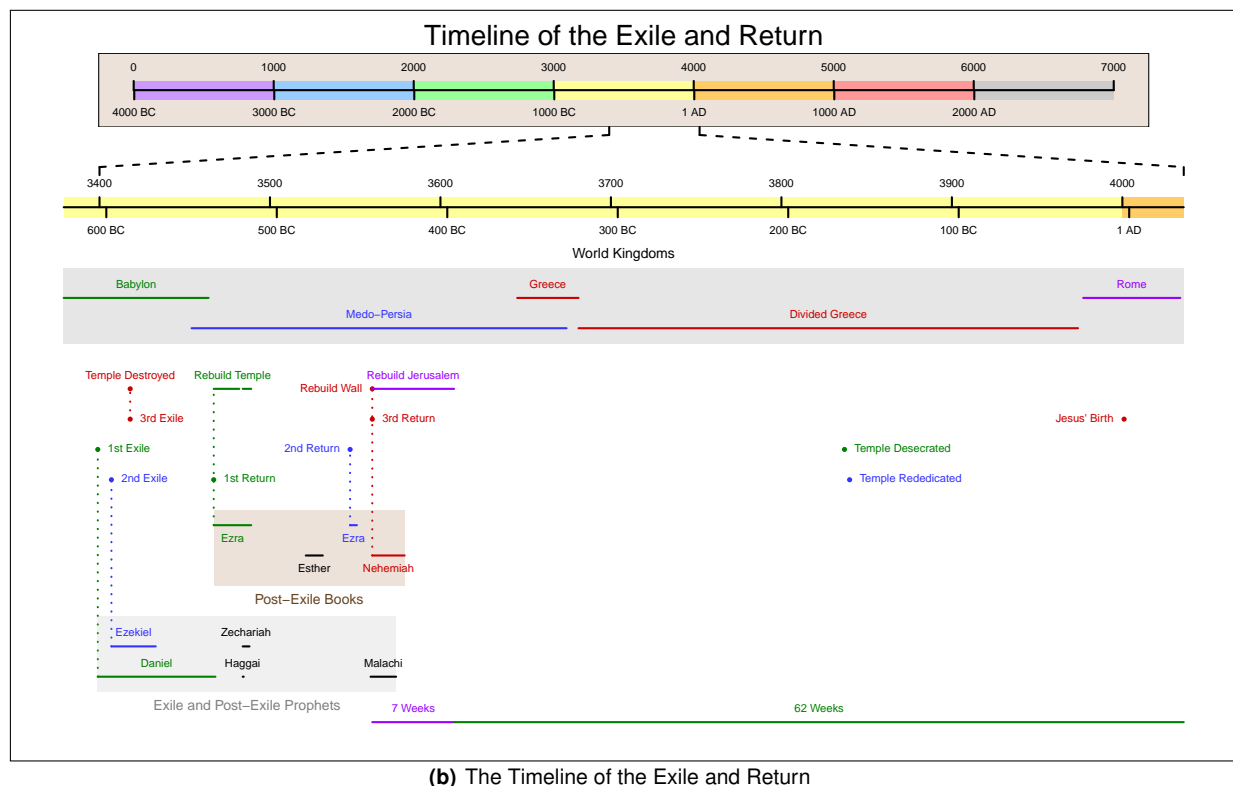 Timeline of the Exile and Return
0 1000 2000 3000 4000 5000 6000 7000
4000 BC 3000 BC 2000 BC 1000 BC 1 AD 1000 AD 2000 AD
3400 3500 3600 3700 3800 3900 4000
600 BC 500 BC 400 BC 300 BC 200 BC 100 BC 1 AD
World Kingdoms
Babylon Greece Rome
Medo−Persia Divided Greece
Temple Destroyed Rebuild Temple Rebuild Wall Rebuild Jerusalem
3rd Exile 3rd Return Jesus' Birth
1st Exile 2nd Return Temple Desecrated
2nd Exile 1st Return Temple Rededicated
Ezra Ezra
Esther Nehemiah
Post−Exile Books
Ezekiel Zechariah
Daniel Haggai Malachi
Exile and Post−Exile Prophets
7 Weeks 62 Weeks
(b) The Timeline of the Exile and Return